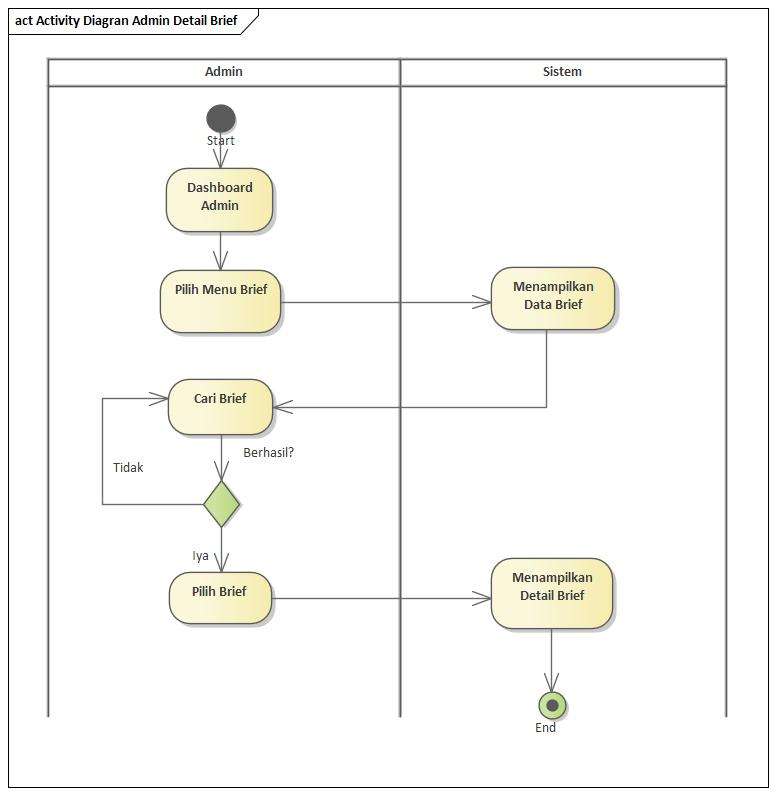 act Activity Diagran Admin Detail Brief
Admin
Sistem
Start
Dashboard
Admin
Pilih Menu Brief
Menampilkan
Data Brief
Cari Brief
Berhasil?
Tidak
Iya
Pilih Brief
Menampilkan
Detail Brief
End